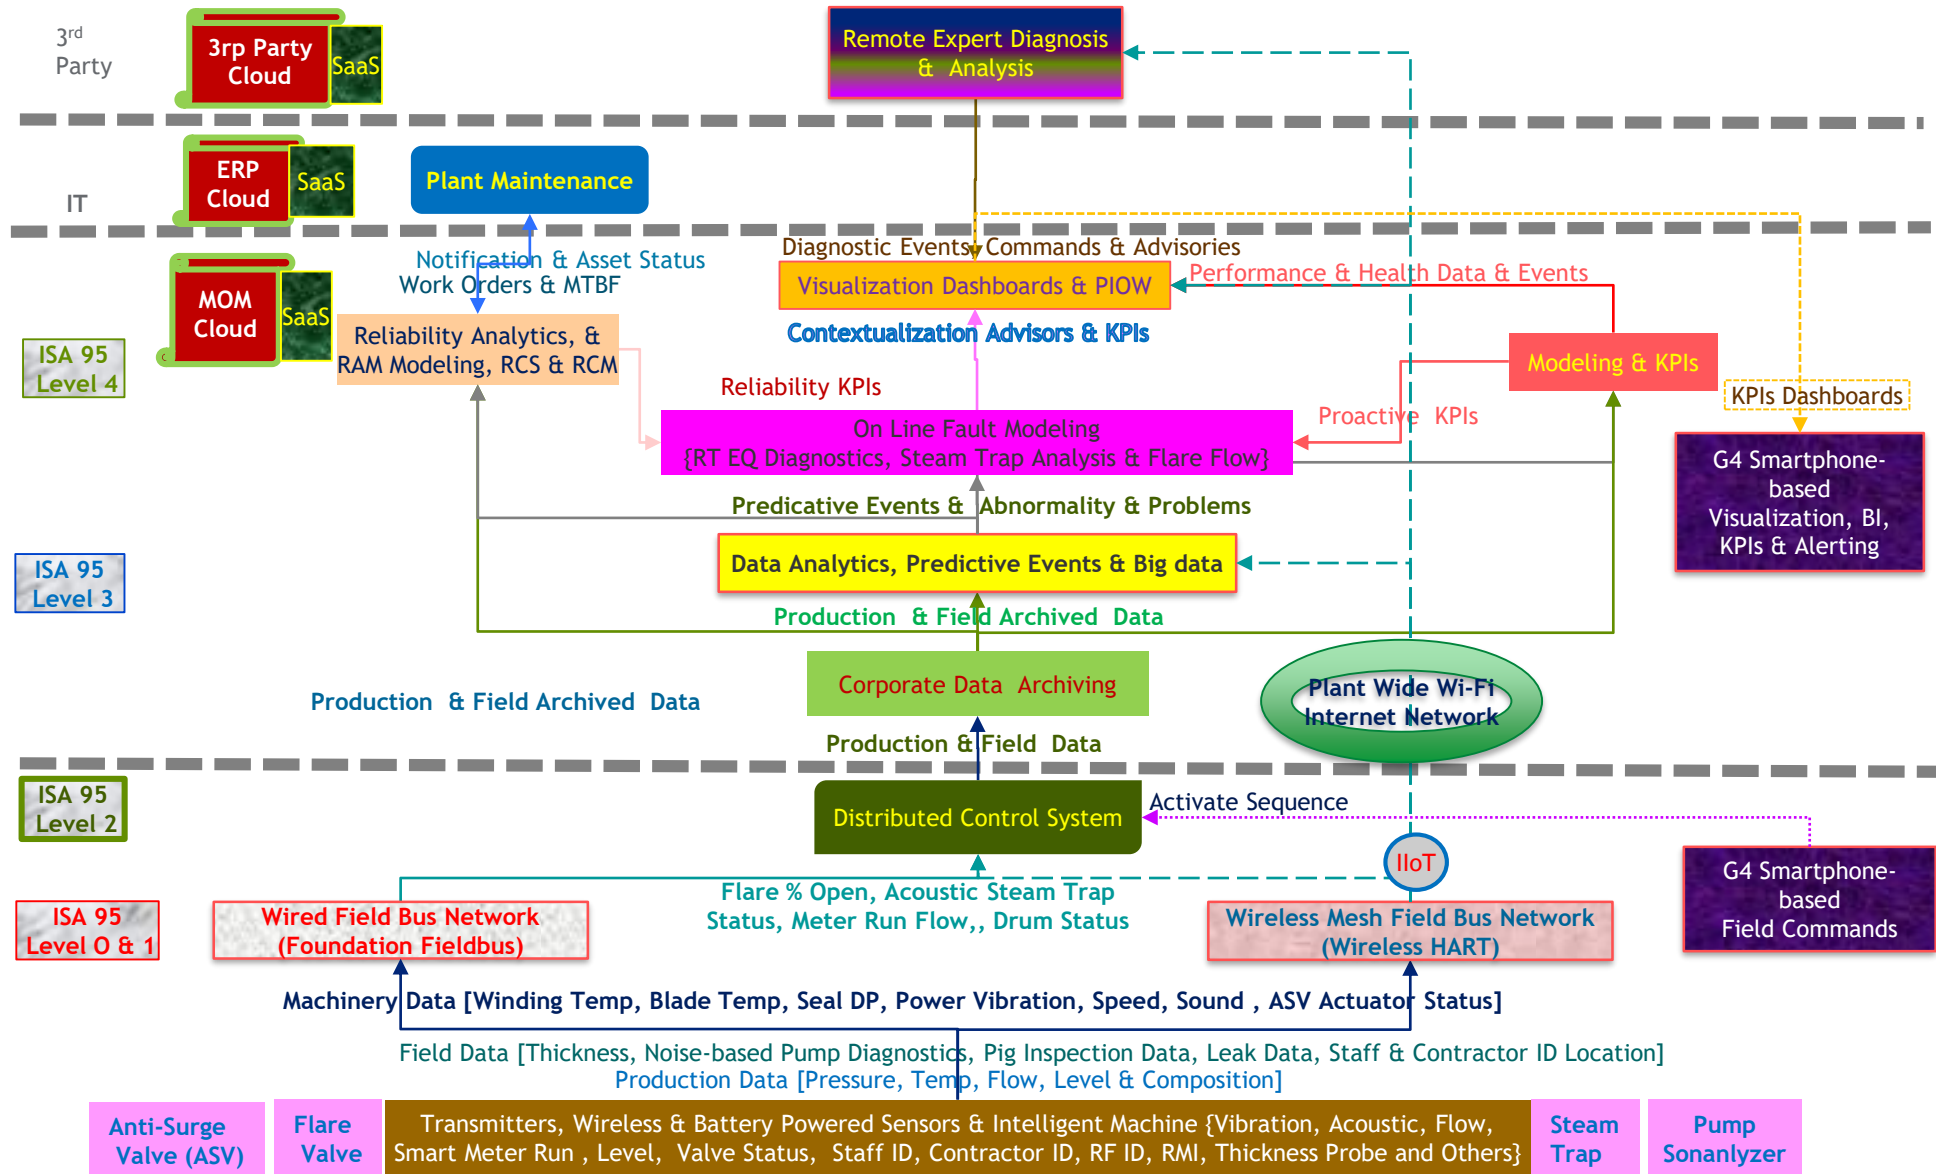 3rd
Party
3rp Party
Cloud
SaaS
Remote Expert Diagnosis
& Analysis
ERP
Cloud
SaaS
IT
Plant Maintenance
Notification & Asset Status
Work Orders & MTBF
Diagnostic Events, Commands & Advisories
Visualization Dashboards & PIOW
Performance & Health Data & Events
MOM
Cloud
SaaS
Contextualization Advisors & KPIs
ISA 95
Level 4
Reliability Analytics, &
RAM Modeling, RCS & RCM
Modeling & KPIs
Reliability KPIs
KPIs Dashboards
Proactive KPIs
On Line Fault Modeling
{RT EQ Diagnostics, Steam Trap Analysis & Flare Flow}
G4 Smartphone-
based
Visualization, BI,
KPIs & Alerting
Predicative Events & Abnormality & Problems
ISA 95
Level 3
Data Analytics, Predictive Events & Big data
Production & Field Archived Data
Corporate Data Archiving
Production & Field Archived Data
Plant Wide Wi-Fi
Internet Network
Production & Field Data
ISA 95
Level 2
Distributed Control System
Activate Sequence
IIoT
G4 Smartphone-
based
Field Commands
Flare % Open, Acoustic Steam Trap
Status, Meter Run Flow,, Drum Status
ISA 95
Level O & 1
Wired Field Bus Network
(Foundation Fieldbus)
Wireless Mesh Field Bus Network
(Wireless HART)
Machinery Data [Winding Temp, Blade Temp, Seal DP, Power Vibration, Speed, Sound , ASV Actuator Status]
Field Data [Thickness, Noise-based Pump Diagnostics, Pig Inspection Data, Leak Data, Staff & Contractor ID Location]
Production Data [Pressure, Temp, Flow, Level & Composition]
Anti-Surge
Valve (ASV)
Flare
Valve
Transmitters, Wireless & Battery Powered Sensors & Intelligent Machine {Vibration, Acoustic, Flow,
Smart Meter Run , Level, Valve Status, Staff ID, Contractor ID, RF ID, RMI, Thickness Probe and Others}
Steam
Trap
Pump
Sonanlyzer